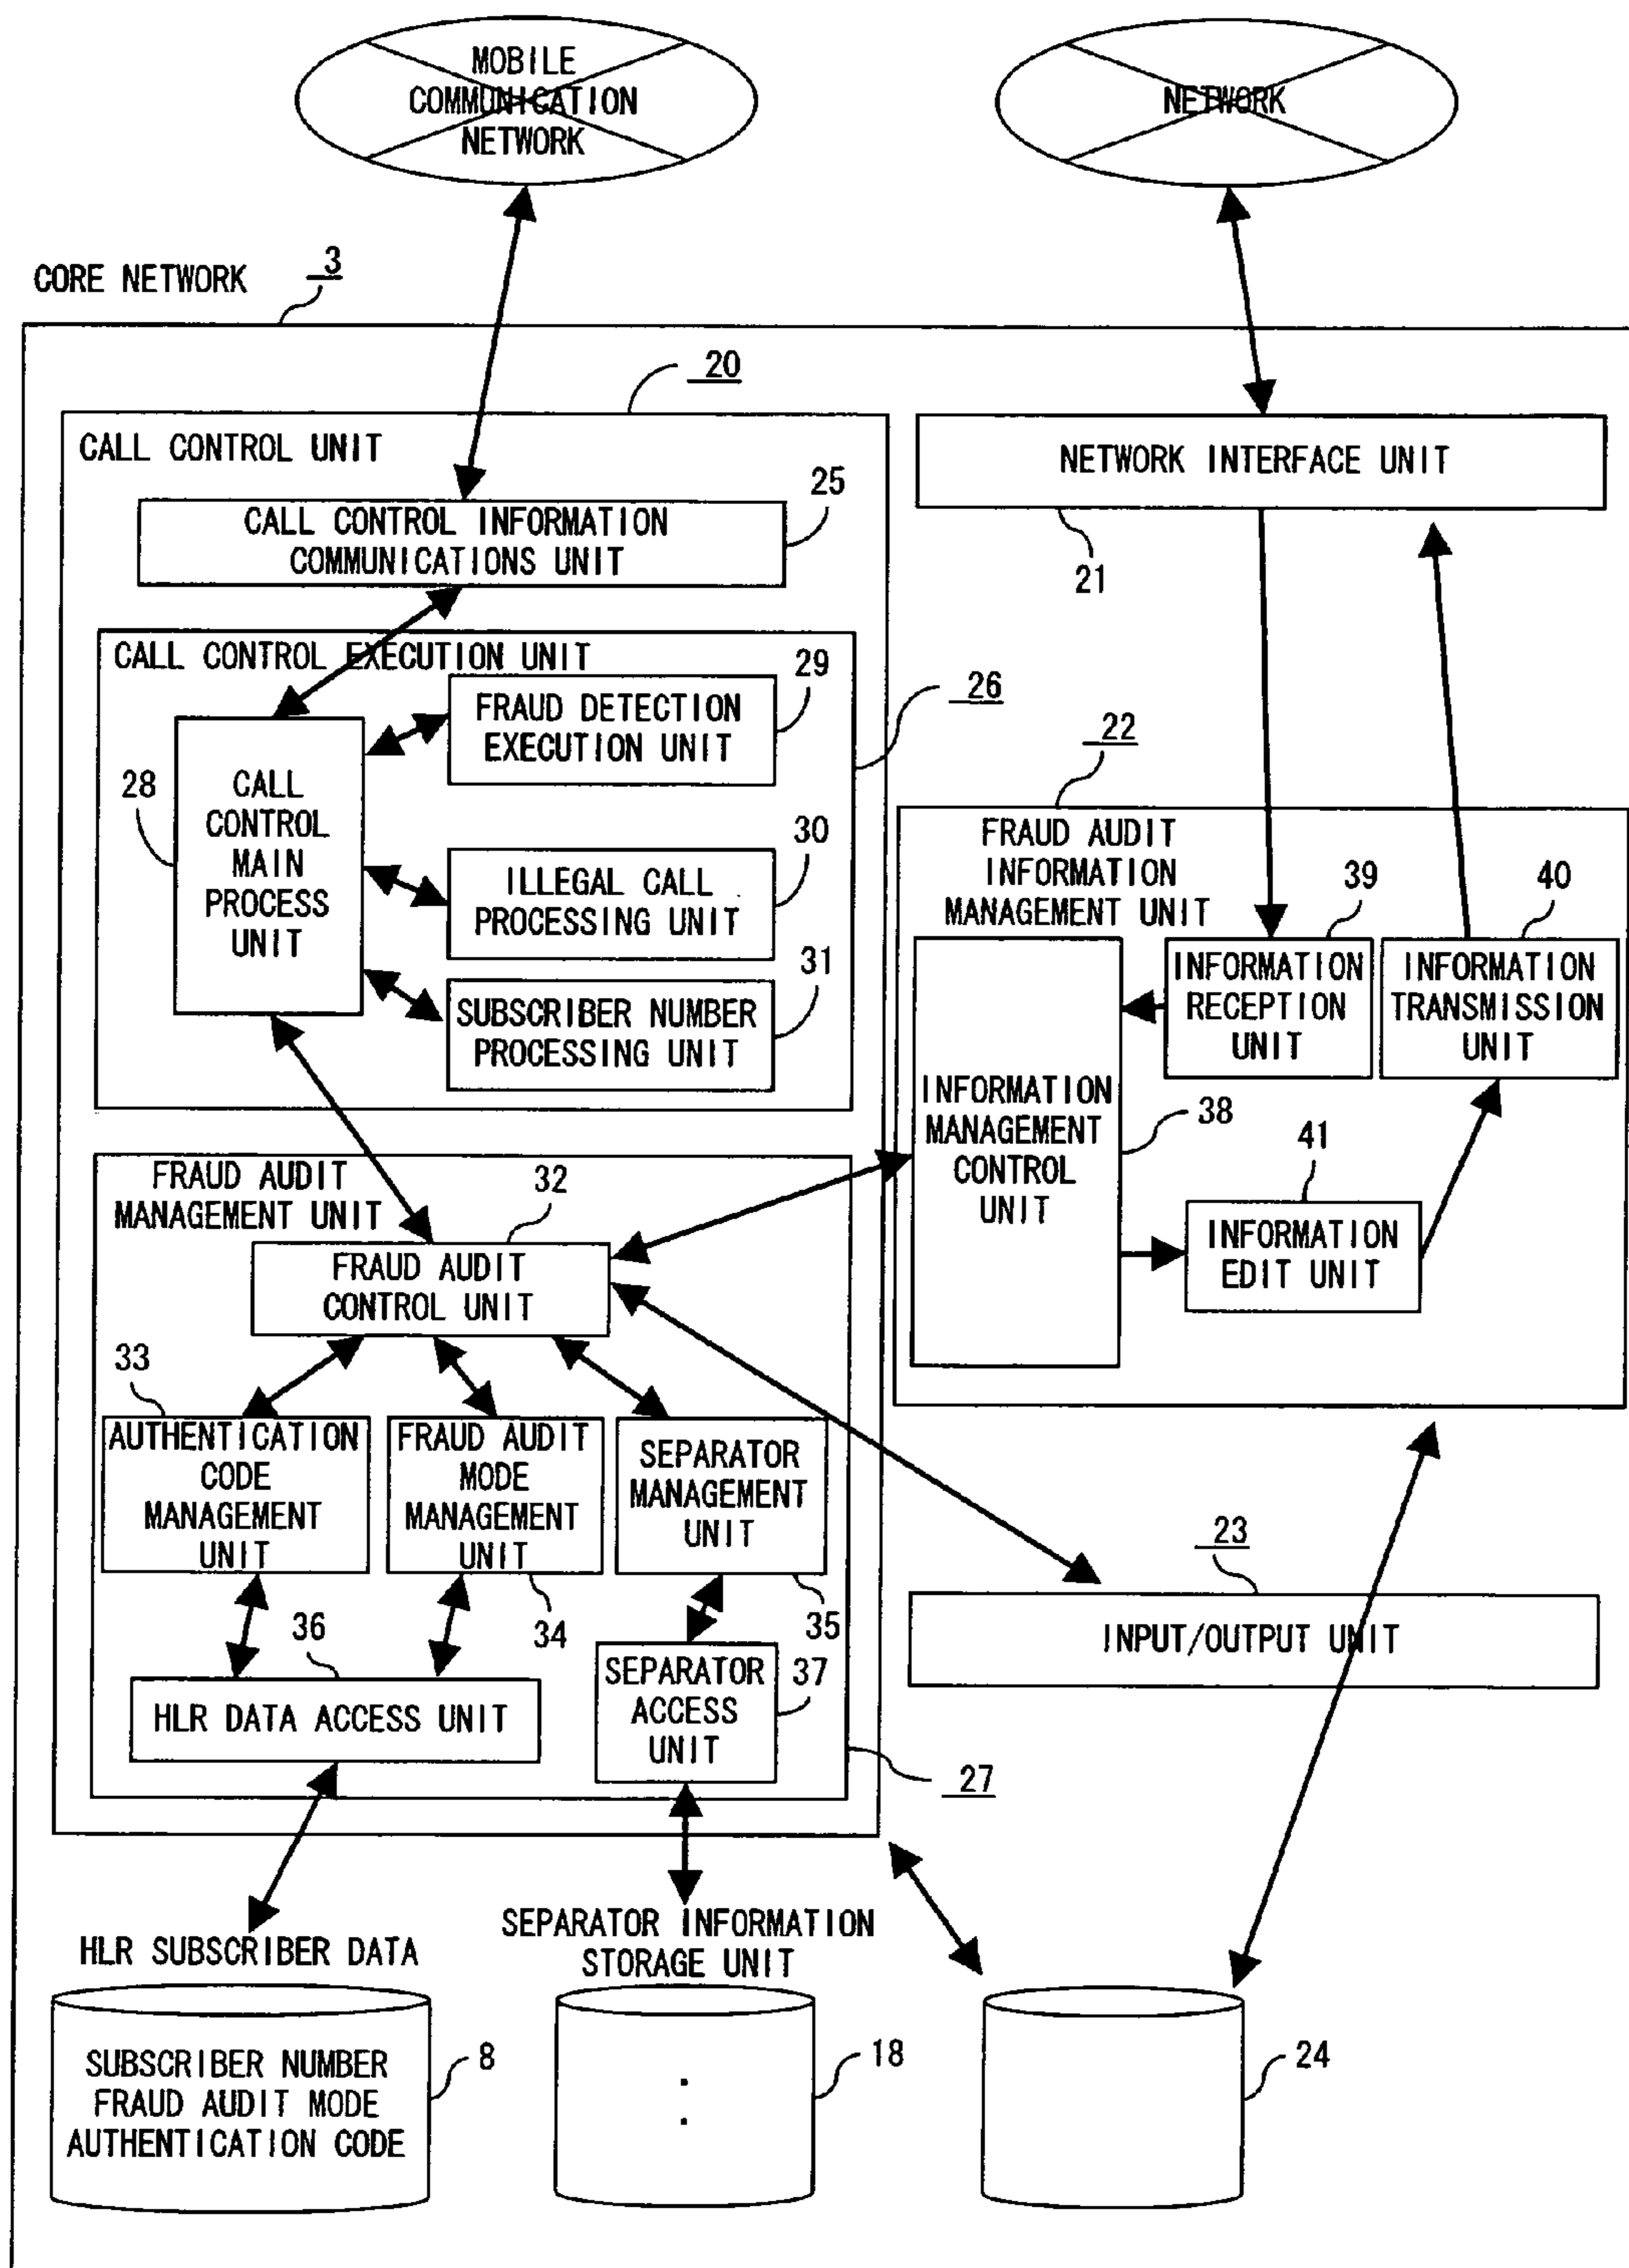 MOBILE
COMMUNICATION
NETWORK
NETWORK
CORE NETWORK
3
20
CALL CONTROL UNIT
NETWORK INTERFACE UNIT
21
25
CALL CONTROL INFORMATION
COMMUNICATIONS UNIT
CALL CONTROL EXECUTION UNIT
26
28
CALL
CONTROL
MAIN
PROCESS
UNIT
29
FRAUD DETECTION
EXECUTION UNIT
30
ILLEGAL CALL
PROCESSING UNIT
31
SUBSCRIBER NUMBER
PROCESSING UNIT
22
FRAUD AUDIT
INFORMATION
MANAGEMENT UNIT
39
INFORMATION
RECEPTION
UNIT
40
INFORMATION
TRANSMISSION
UNIT
INFORMATION
MANAGEMENT
CONTROL
UNIT
38
41
INFORMATION
EDIT UNIT
FRAUD AUDIT
MANAGEMENT UNIT
32
FRAUD AUDIT
CONTROL UNIT
33
AUTHENTICATION
CODE
MANAGEMENT
UNIT
FRAUD AUDIT
MODE
MANAGEMENT
UNIT
34
SEPARATOR
MANAGEMENT
UNIT
35
36
HLR DATA ACCESS UNIT
SEPARATOR
ACCESS
UNIT
37
27
23
INPUT/OUTPUT UNIT
HLR SUBSCRIBER DATA
SUBSCRIBER NUMBER
FRAUD AUDIT MODE
AUTHENTICATION CODE
8
SEPARATOR INFORMATION
STORAGE UNIT
18
24